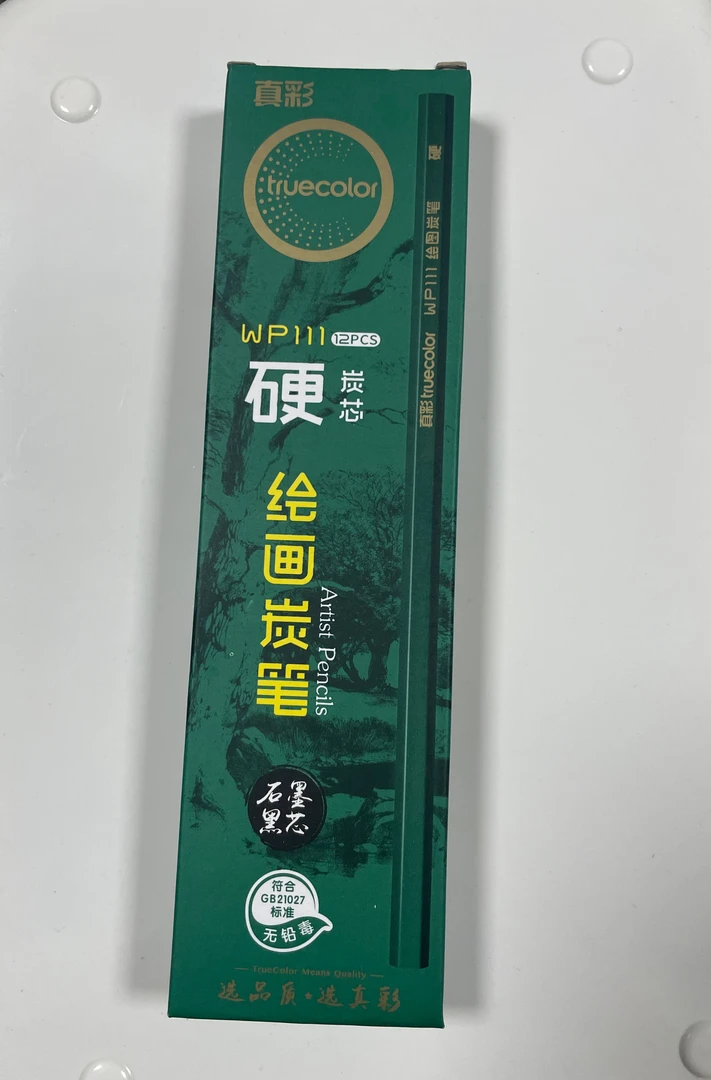 真彩
truecolor
WP111 12PCS
硬 炭芯
绘画炭笔
Artist Pencils
石墨
黑芯
符合
GB21027
标准
无铅毒
TrueColor Means Quality
选品质·选真彩
真彩 truecolor WP111 绘图炭笔 硬